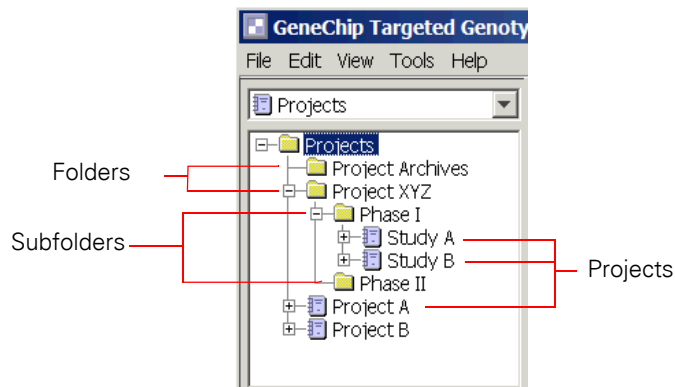 GeneChip Targeted Genoty
File Edit View Tools Help
Projects
Projects
Project Archives
Folders
Project XYZ
Phase I
Subfolders
Study A
Study B
Projects
Phase II
Project A
Project B